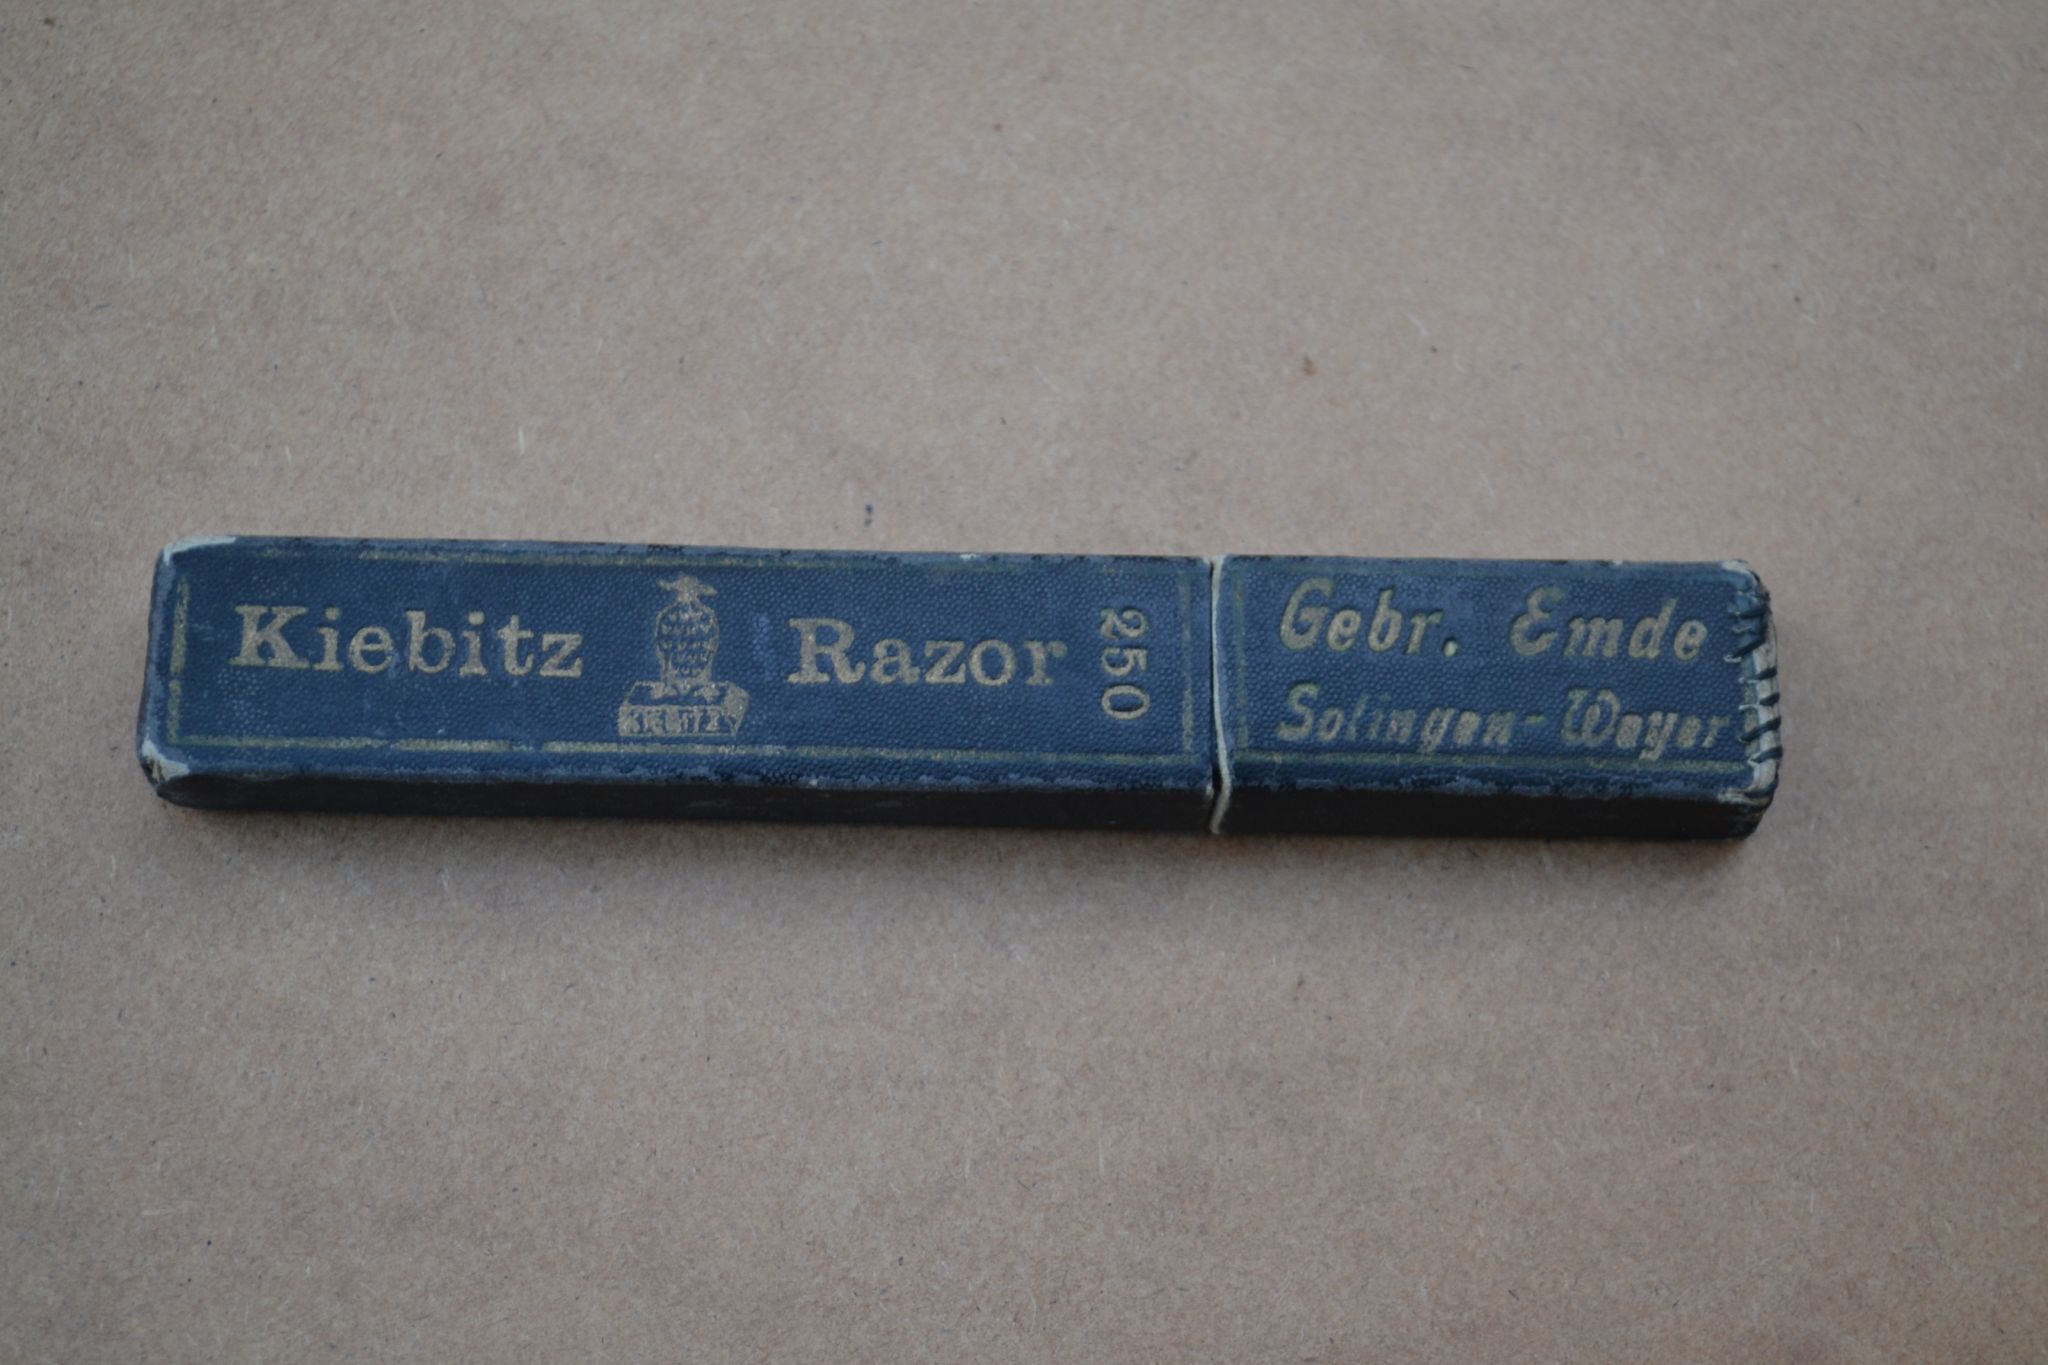 Kiebitz Razor
KIEBITZ
250
Gebr. Emde
Solingen-Weyer